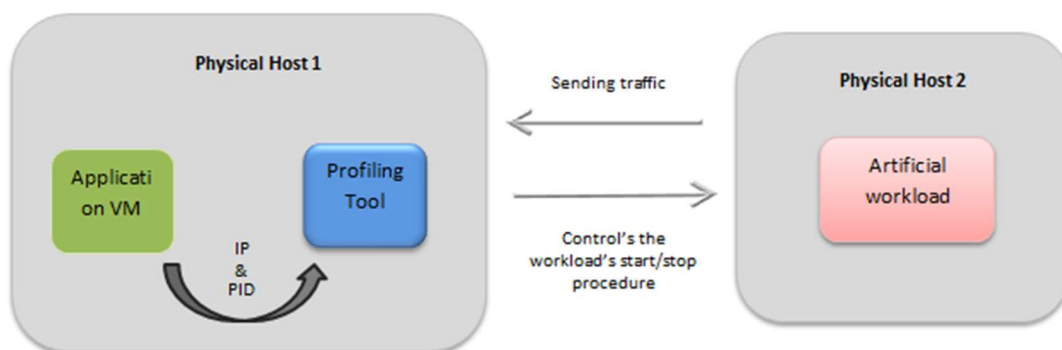 Physical Host 1
Applicati
on VM
Profiling
Tool
IP
&
PID
Sending traffic
Control's the
workload's start/stop
procedure
Physical Host 2
Artificial
workload